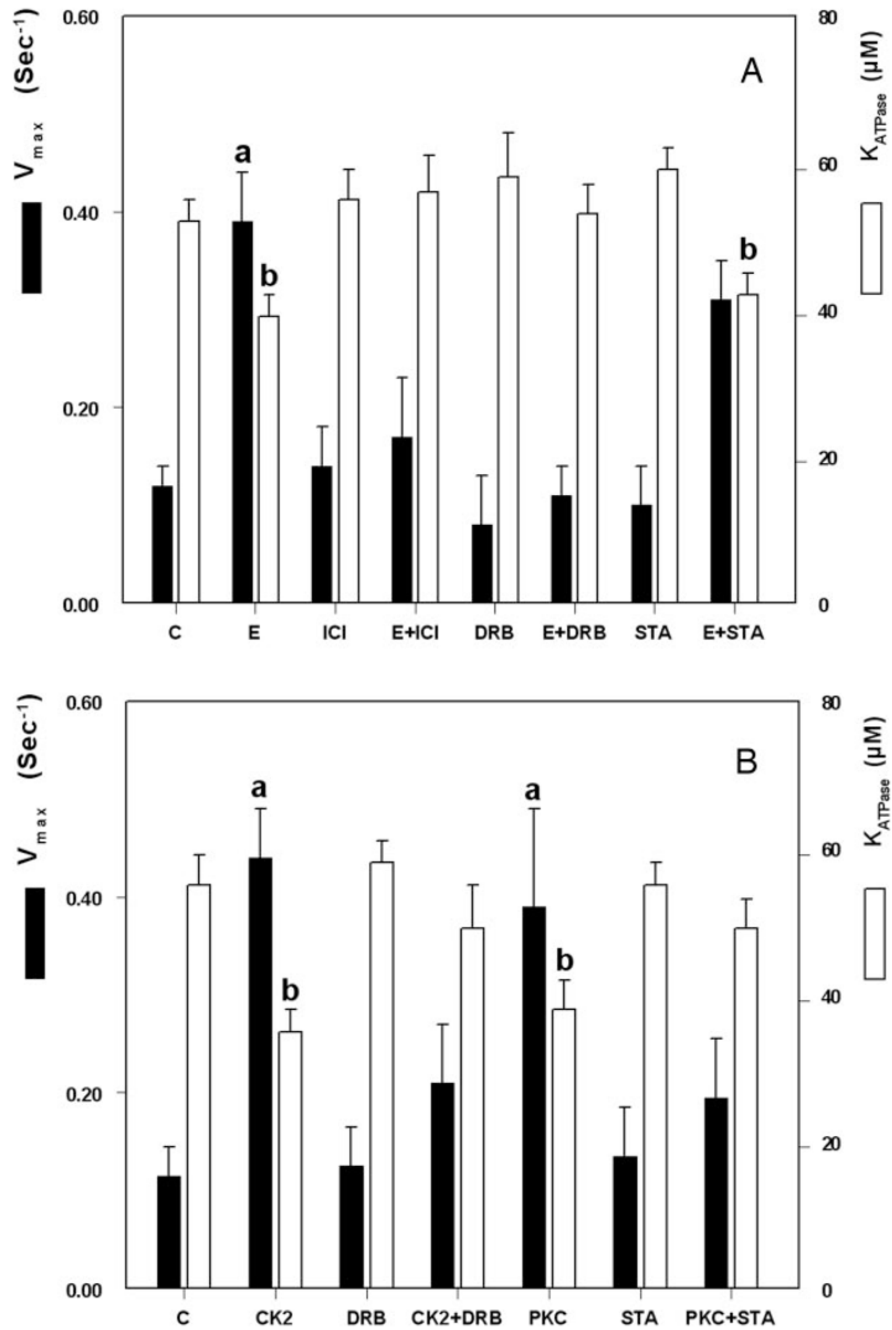 0.60
0.40
0.20
0.00
V max (Sec-1)
A
a
b
b
80
60
40
20
0
KATPase (µM)
C E ICI E+ICI DRB E+DRB STA E+STA
0.60
0.40
0.20
0.00
V max (Sec-1)
B
a
b
a
b
80
60
40
20
0
KATPase (µM)
C CK2 DRB CK2+DRB PKC STA PKC+STA